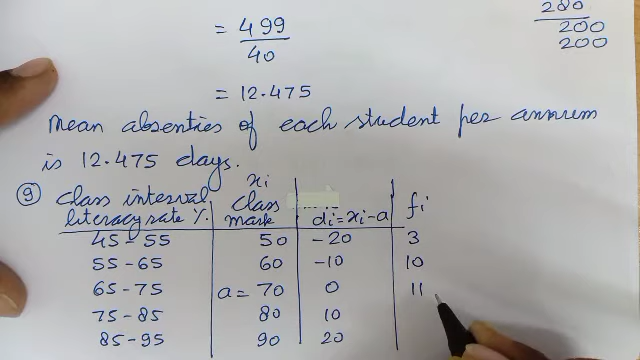 = 499
40
280
200
200
= 12.475
Mean absenties of each student per annum
is 12.475 days.
⑨ class interval literacy rate %. xi class mark di = xi - a fi
45-55 50 -20 3
55-65 60 -10 10
65-75 a = 70 0 11
75-85 80 10
85-95 90 20